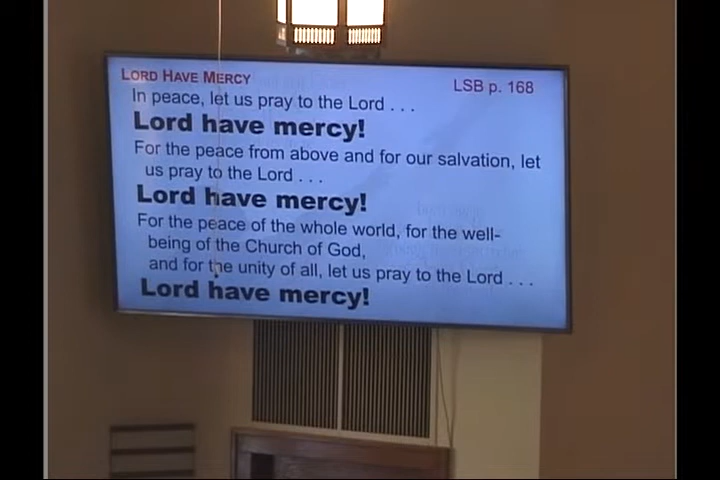 LORD HAVE MERCY
LSB p. 168
In peace, let us pray to the Lord . . .
Lord have mercy!
For the peace from above and for our salvation, let
us pray to the Lord . . .
Lord have mercy!
For the peace of the whole world, for the well-
being of the Church of God,
and for the unity of all, let us pray to the Lord . . .
Lord have mercy!